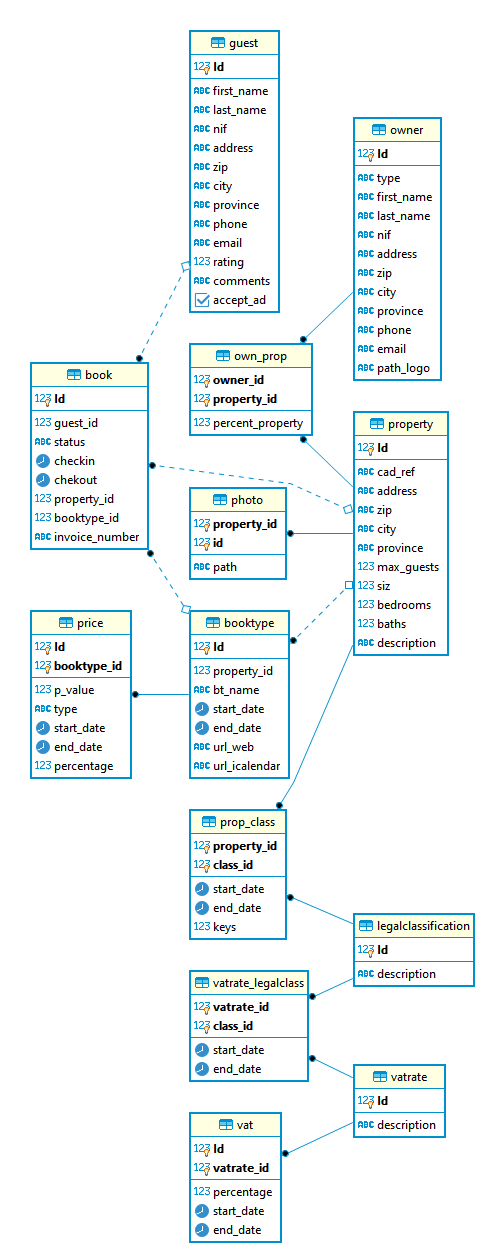 guest
123 Id
ABC first_name
ABC last_name
ABC nif
ABC address
ABC zip
ABC city
ABC province
ABC phone
ABC email
123 rating
ABC comments
accept_ad
owner
123 Id
ABC type
ABC first_name
ABC last_name
ABC nif
ABC address
ABC zip
ABC city
ABC province
ABC phone
ABC email
ABC path_logo
own_prop
123 owner_id
123 property_id
123 percent_property
book
123 Id
123 guest_id
ABC status
checkin
chekout
123 property_id
123 booktype_id
ABC invoice_number
property
123 Id
ABC cad_ref
ABC address
ABC zip
ABC city
ABC province
123 max_guests
123 siz
123 bedrooms
123 baths
ABC description
photo
123 property_id
123 id
ABC path
price
123 Id
123 booktype_id
123 p_value
ABC type
start_date
end_date
123 percentage
booktype
123 Id
123 property_id
ABC bt_name
start_date
end_date
ABC url_web
ABC url_icalendar
prop_class
123 property_id
123 class_id
start_date
end_date
123 keys
legalclassification
123 Id
ABC description
vatrate_legalclass
123 vatrate_id
123 class_id
start_date
end_date
vatrate
123 Id
ABC description
vat
123 Id
123 vatrate_id
123 percentage
start_date
end_date